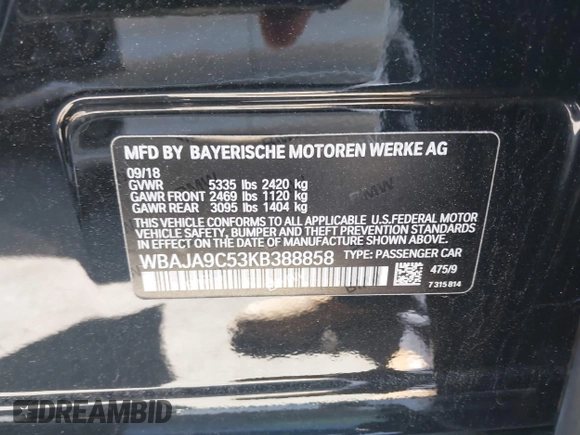 MFD BY BAYERISCHE MOTOREN WERKE AG
09/18
GVWR 5335 lbs 2420 kg
GAWR FRONT 2469 lbs 1120 kg
GAWR REAR 3095 lbs 1404 kg
THIS VEHICLE CONFORMS TO ALL APPLICABLE U.S.FEDERAL MOTOR
VEHICLE SAFETY, BUMPER AND THEFT PREVENTION STANDARDS
IN EFFECT ON THE DATE OF MANUFACTURE SHOWN ABOVE.
WBAJA9C53KB388858 TYPE: PASSENGER CAR
475/9
7 315 814
DREAMBID